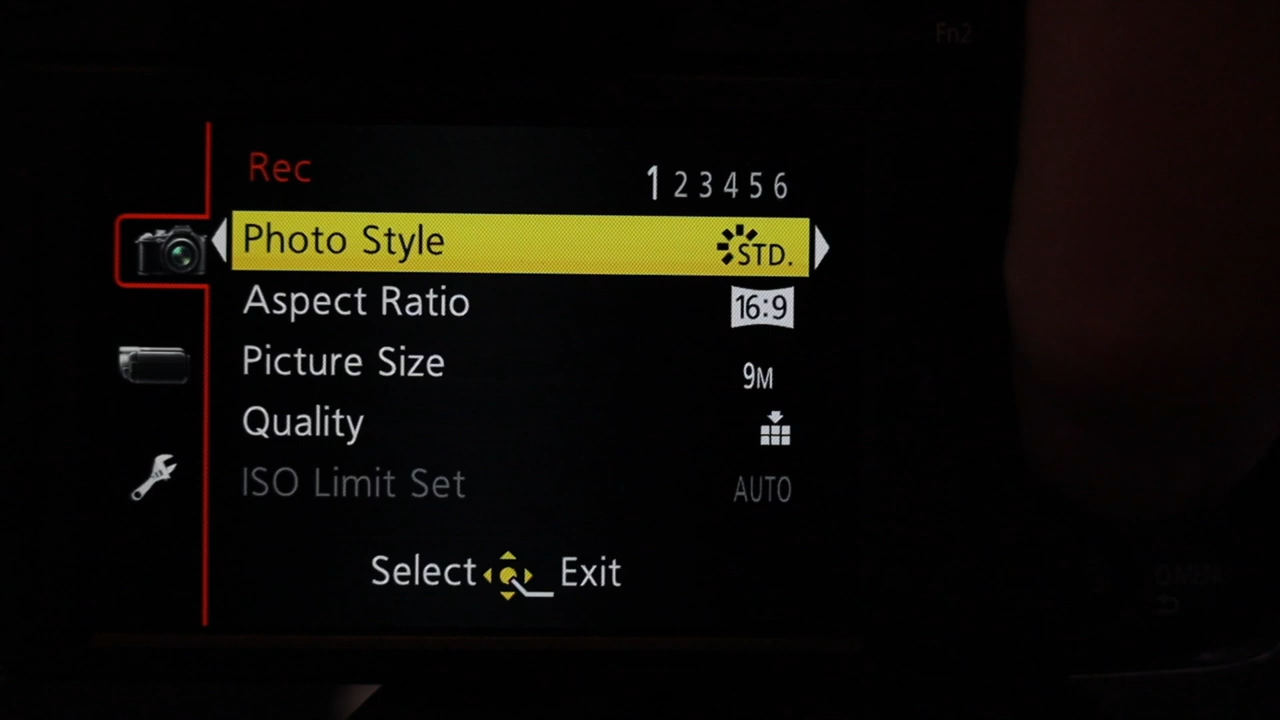 Fn2
Rec
1 2 3 4 5 6
Photo Style STD.
Aspect Ratio 16:9
Picture Size 9M
Quality
ISO Limit Set AUTO
Select Exit